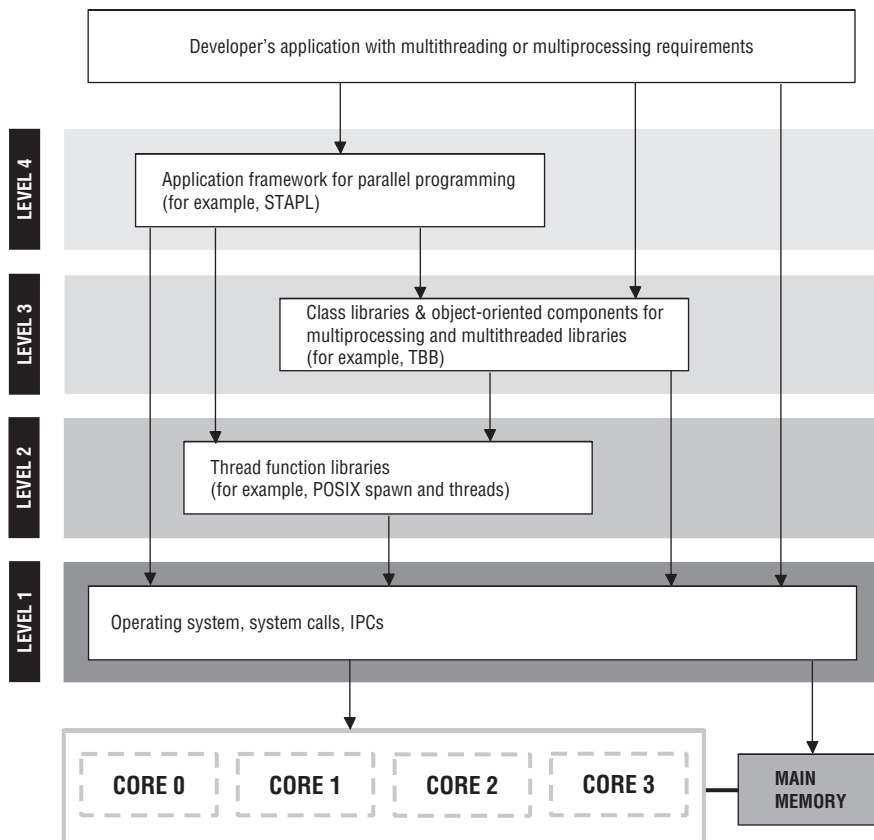 Developer's application with multithreading or multiprocessing requirements
LEVEL 4
Application framework for parallel programming
(for example, STAPL)
LEVEL 3
Class libraries & object-oriented components for
multiprocessing and multithreaded libraries
(for example, TBB)
LEVEL 2
Thread function libraries
(for example, POSIX spawn and threads)
LEVEL 1
Operating system, system calls, IPCs
CORE 0
CORE 1
CORE 2
CORE 3
MAIN
MEMORY